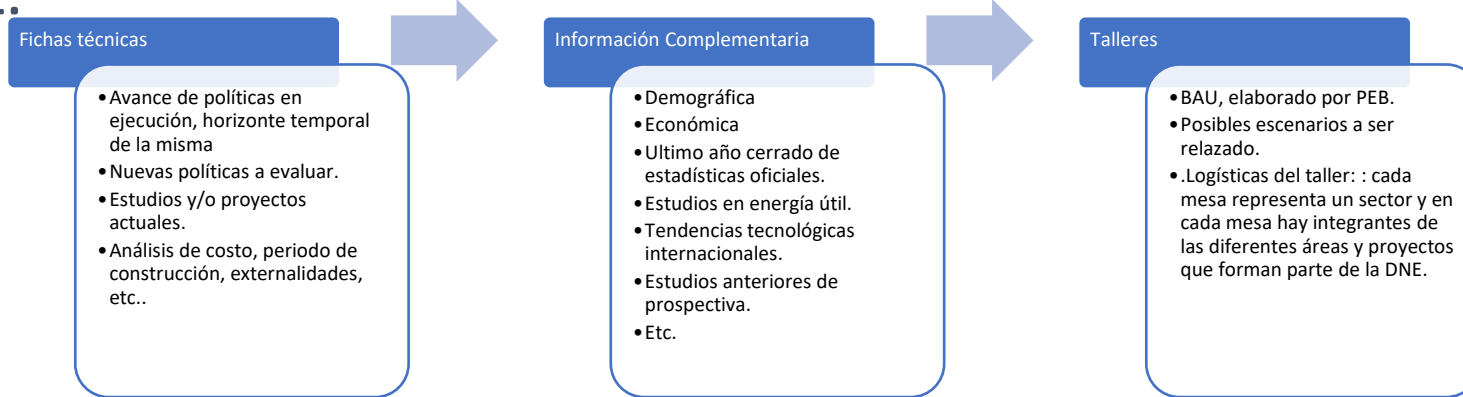 ..
Fichas técnicas
•Avance de políticas en
ejecución, horizonte temporal
de la misma
•Nuevas políticas a evaluar.
•Estudios y/o proyectos
actuales.
•Análisis de costo, periodo de
construcción, externalidades,
etc..
Información Complementaria
•Demográfica
•Económica
•Ultimo año cerrado de
estadísticas oficiales.
•Estudios en energía útil.
•Tendencias tecnológicas
internacionales.
•Estudios anteriores de
prospectiva.
•Etc.
Talleres
•BAU, elaborado por PEB.
•Posibles escenarios a ser
relazado.
•.Logísticas del taller: : cada
mesa representa un sector y en
cada mesa hay integrantes de
las diferentes áreas y proyectos
que forman parte de la DNE.